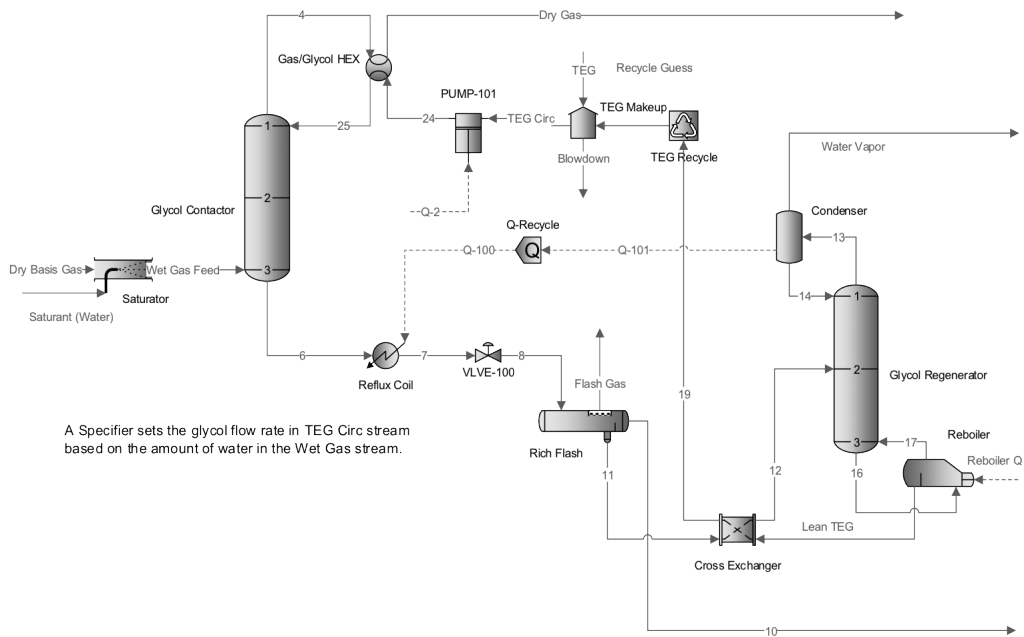 4
Dry Gas
Gas/Glycol HEX
TEG
Recycle Guess
PUMP-101
TEG Makeup
1
25
24
TEG Circ
TEG Recycle
Water Vapor
Blowdown
2
Glycol Contactor
Q-2
Condenser
Q-Recycle
Q
Q-100
Q-101
13
Dry Basis Gas
Wet Gas Feed
3
Saturator
14
1
Saturant (Water)
6
7
8
Reflux Coil
VLVE-100
2
Glycol Regenerator
Flash Gas
19
A Specifier sets the glycol flow rate in TEG Circ stream
based on the amount of water in the Wet Gas stream.
Rich Flash
11
12
3
17
Reboiler
16
Reboiler Q
Lean TEG
Cross Exchanger
10